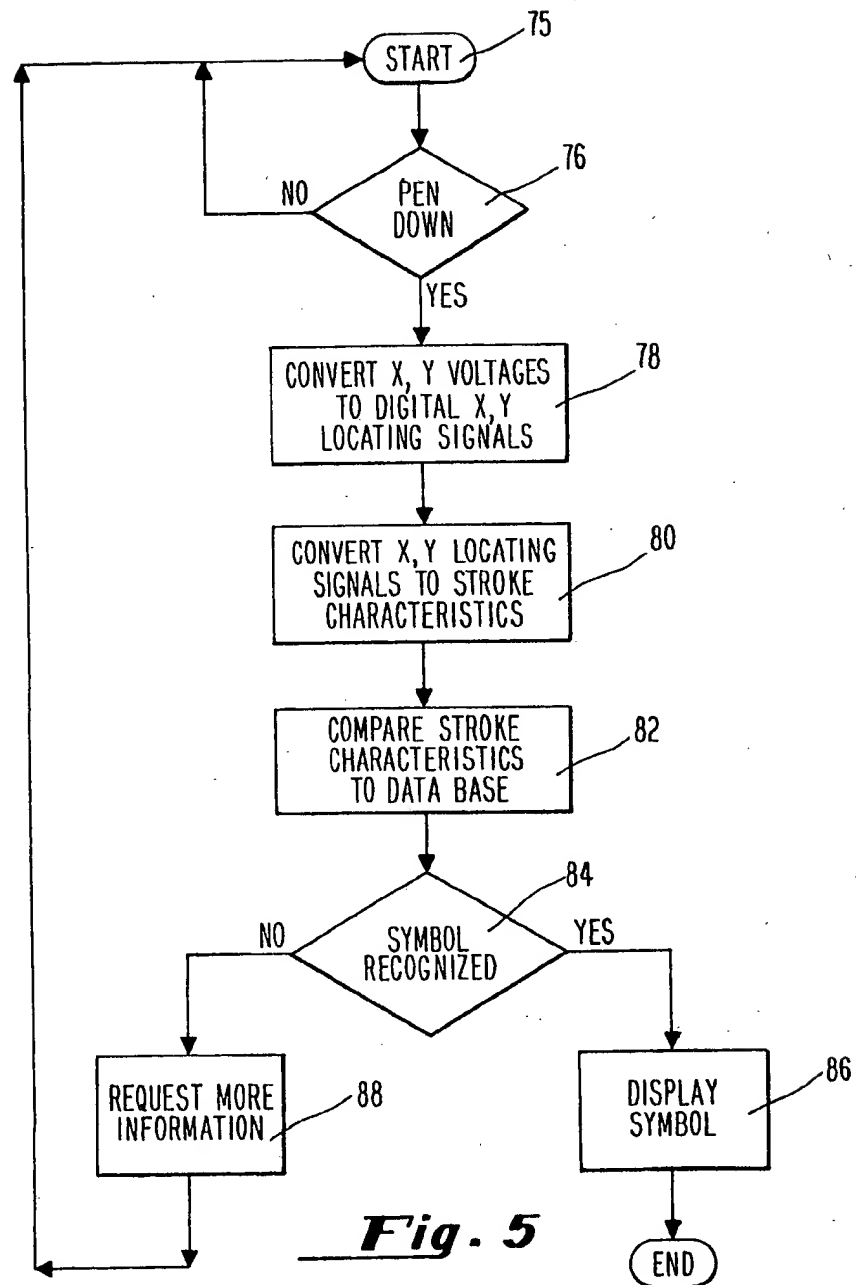 75
START
76
PEN
DOWN
NO
YES
78
CONVERT X, Y VOLTAGES
TO DIGITAL X,Y
LOCATING SIGNALS
80
CONVERT X,Y LOCATING
SIGNALS TO STROKE
CHARACTERISTICS
82
COMPARE STROKE
CHARACTERISTICS
TO DATA BASE
84
NO
YES
SYMBOL
RECOGNIZED
88
REQUEST MORE
INFORMATION
86
DISPLAY
SYMBOL
Fig. 5
END